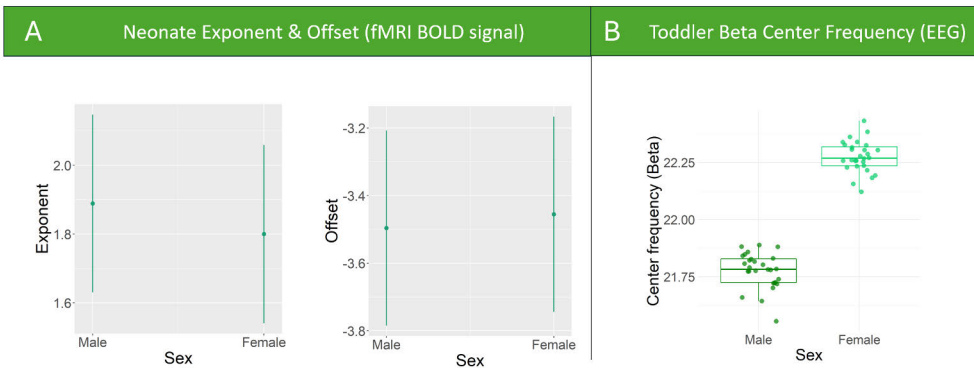 A Neonate Exponent & Offset (fMRI BOLD signal)
B Toddler Beta Center Frequency (EEG)
Exponent
2.0
1.8
1.6
Male Female
Sex
Offset
-3.2
-3.4
-3.6
-3.8
Male Female
Sex
Center frequency (Beta)
22.25
22.00
21.75
Male Female
Sex